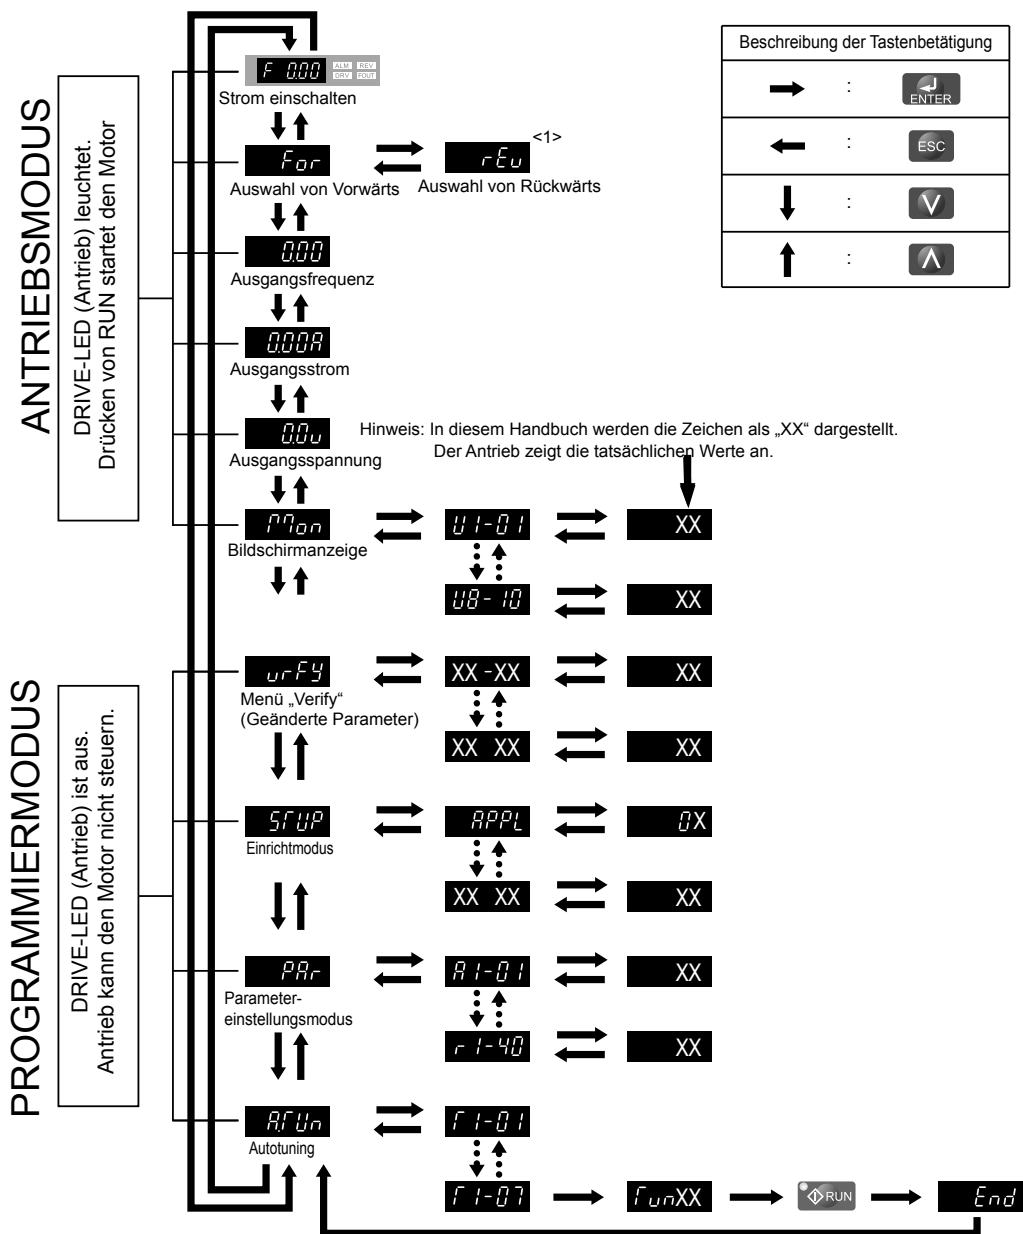 ANTRIEBSMODUS
DRIVE-LED (Antrieb) leuchtet.
Drücken von RUN startet den Motor
F 0.00
ALM REV
DRV FOUT
Strom einschalten
For
rEv
<1>
Auswahl von Vorwärts
Auswahl von Rückwärts
0.00
Ausgangsfrequenz
0.00A
Ausgangsstrom
0.0v
Ausgangsspannung
Hinweis: In diesem Handbuch werden die Zeichen als „XX“ dargestellt.
Der Antrieb zeigt die tatsächlichen Werte an.
Mon
U1-01
XX
Bildschirmanzeige
U8-10
XX
Beschreibung der Tastenbetätigung
: ENTER
: ESC
:
:
PROGRAMMIERMODUS
DRIVE-LED (Antrieb) ist aus.
Antrieb kann den Motor nicht steuern.
vrFY
XX-XX
XX
Menü „Verify“
(Geänderte Parameter)
XX XX
XX
STUP
APPL
0X
Einrichtmodus
XX XX
XX
PAr
A1-01
XX
Parameter-
einstellungsmodus
r1-40
XX
A.TUn
T1-01
Autotuning
T1-07
TunXX
RUN
End